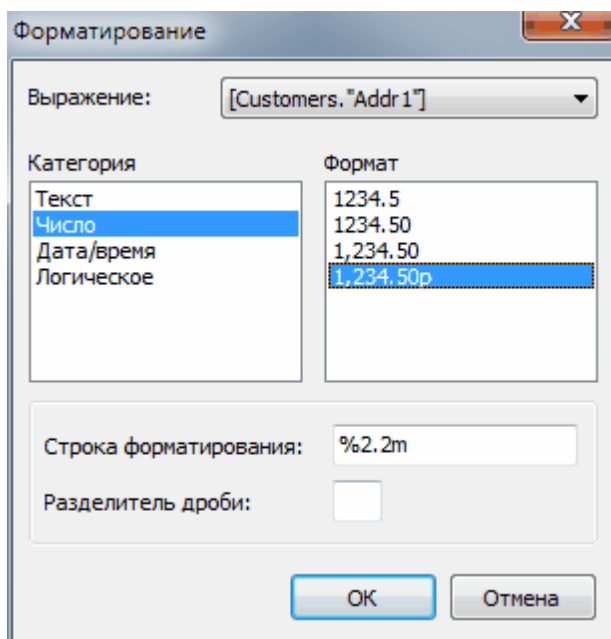 Форматирование
Выражение: [Customers."Addr1"]
Категория Формат
Текст 1234.5
Число 1234.50
Дата/время 1,234.50
Логическое 1,234.50р
Строка форматирования: %2.2m
Разделитель дроби:
OK Отмена